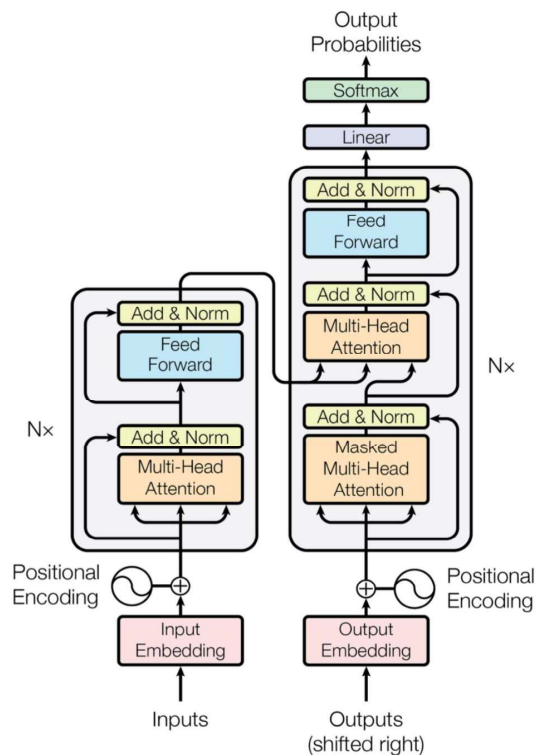 Output
Probabilities
Softmax
Linear
Add & Norm
Feed
Forward
Add & Norm
Multi-Head
Attention
Nx
Add & Norm
Masked
Multi-Head
Attention
Add & Norm
Feed
Forward
Nx
Add & Norm
Multi-Head
Attention
Positional
Encoding
Positional
Encoding
Input
Embedding
Output
Embedding
Inputs
Outputs
(shifted right)